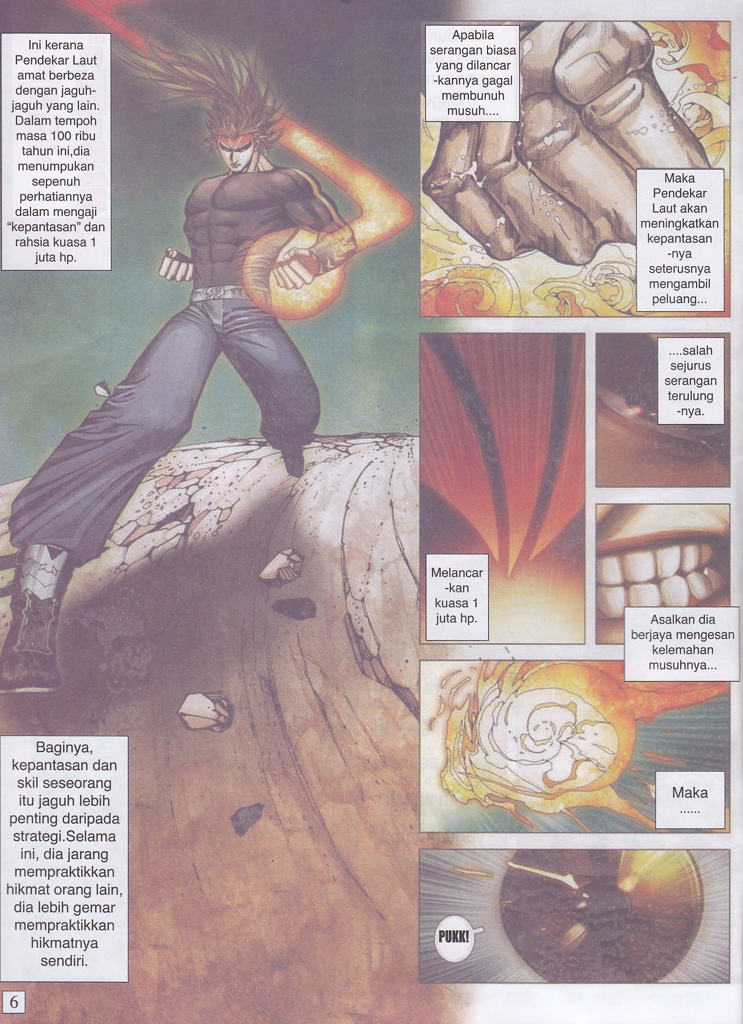 Ini kerana
Pendekar Laut
amat berbeza
dengan jaguh-
jaguh yang lain.
Dalam tempoh
masa 100 ribu
tahun ini,dia
menumpukan
sepenuh
perhatiannya
dalam mengaji
“kepantasan” dan
rahsia kuasa 1
juta hp.
Baginya,
kepantasan dan
skil seseorang
itu jaguh lebih
penting daripada
strategi.Selama
ini, dia jarang
mempraktikkan
hikmat orang lain,
dia lebih gemar
mempraktikkan
hikmatnya
sendiri.
Apabila
serangan biasa
yang dilancar
-kannya gagal
membunuh
musuh....
Maka
Pendekar
Laut akan
meningkatkan
kepantasan
-nya
seterusnya
mengambil
peluang...
....salah
sejurus
serangan
terulung
-nya.
Melancar
-kan
kuasa 1
juta hp.
Asalkan dia
berjaya mengesan
kelemahan
musuhnya...
Maka
......
PUKK!
6